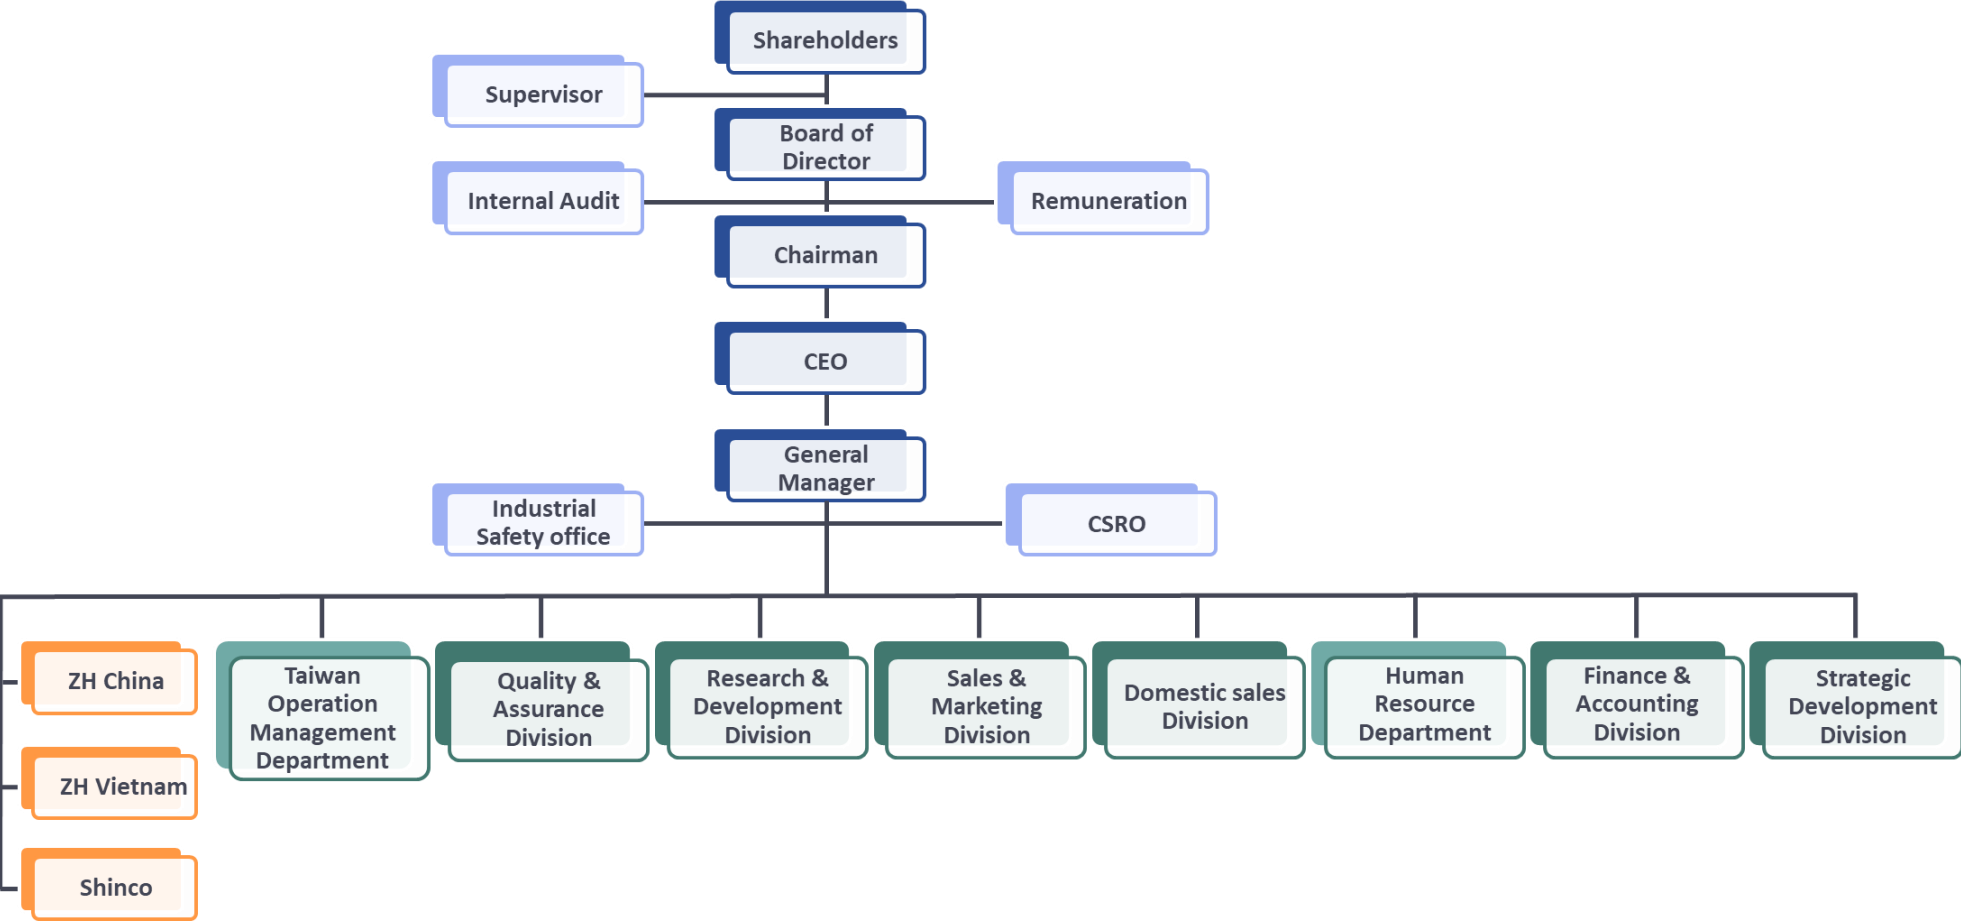 Shareholders
Supervisor
Board of
Director
Internal Audit
Remuneration
Chairman
CEO
General
Manager
Industrial
Safety office
CSRO
ZH China
ZH Vietnam
Shinco
Taiwan
Operation
Management
Department
Quality &
Assurance
Division
Research &
Development
Division
Sales &
Marketing
Division
Domestic sales
Division
Human
Resource
Department
Finance &
Accounting
Division
Strategic
Development
Division